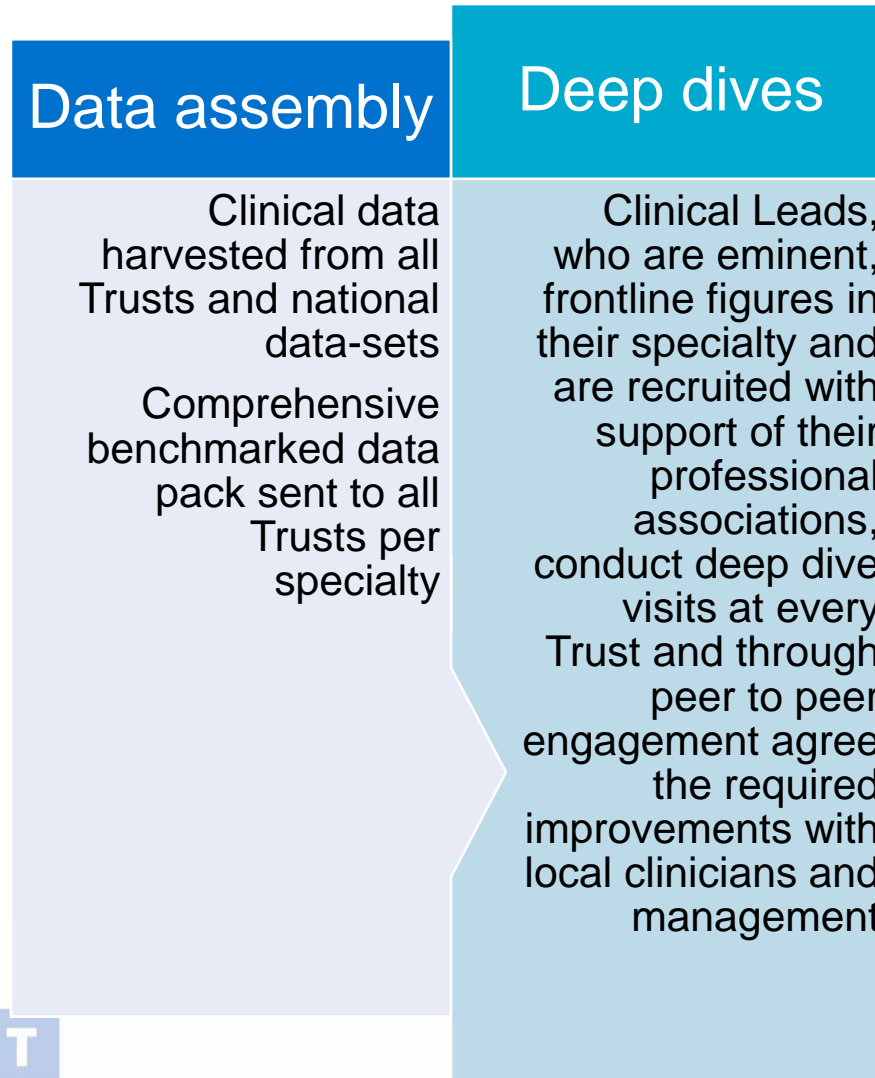 Data assembly
Clinical data
harvested from all
Trusts and national
data-sets
Comprehensive
benchmarked data
pack sent to all
Trusts per
specialty
Deep dives
Clinical Leads,
who are eminent,
frontline figures in
their specialty and
are recruited with
support of their
professional
associations,
conduct deep dive
visits at every
Trust and through
peer to peer
engagement agree
the required
improvements with
local clinicians and
management
T